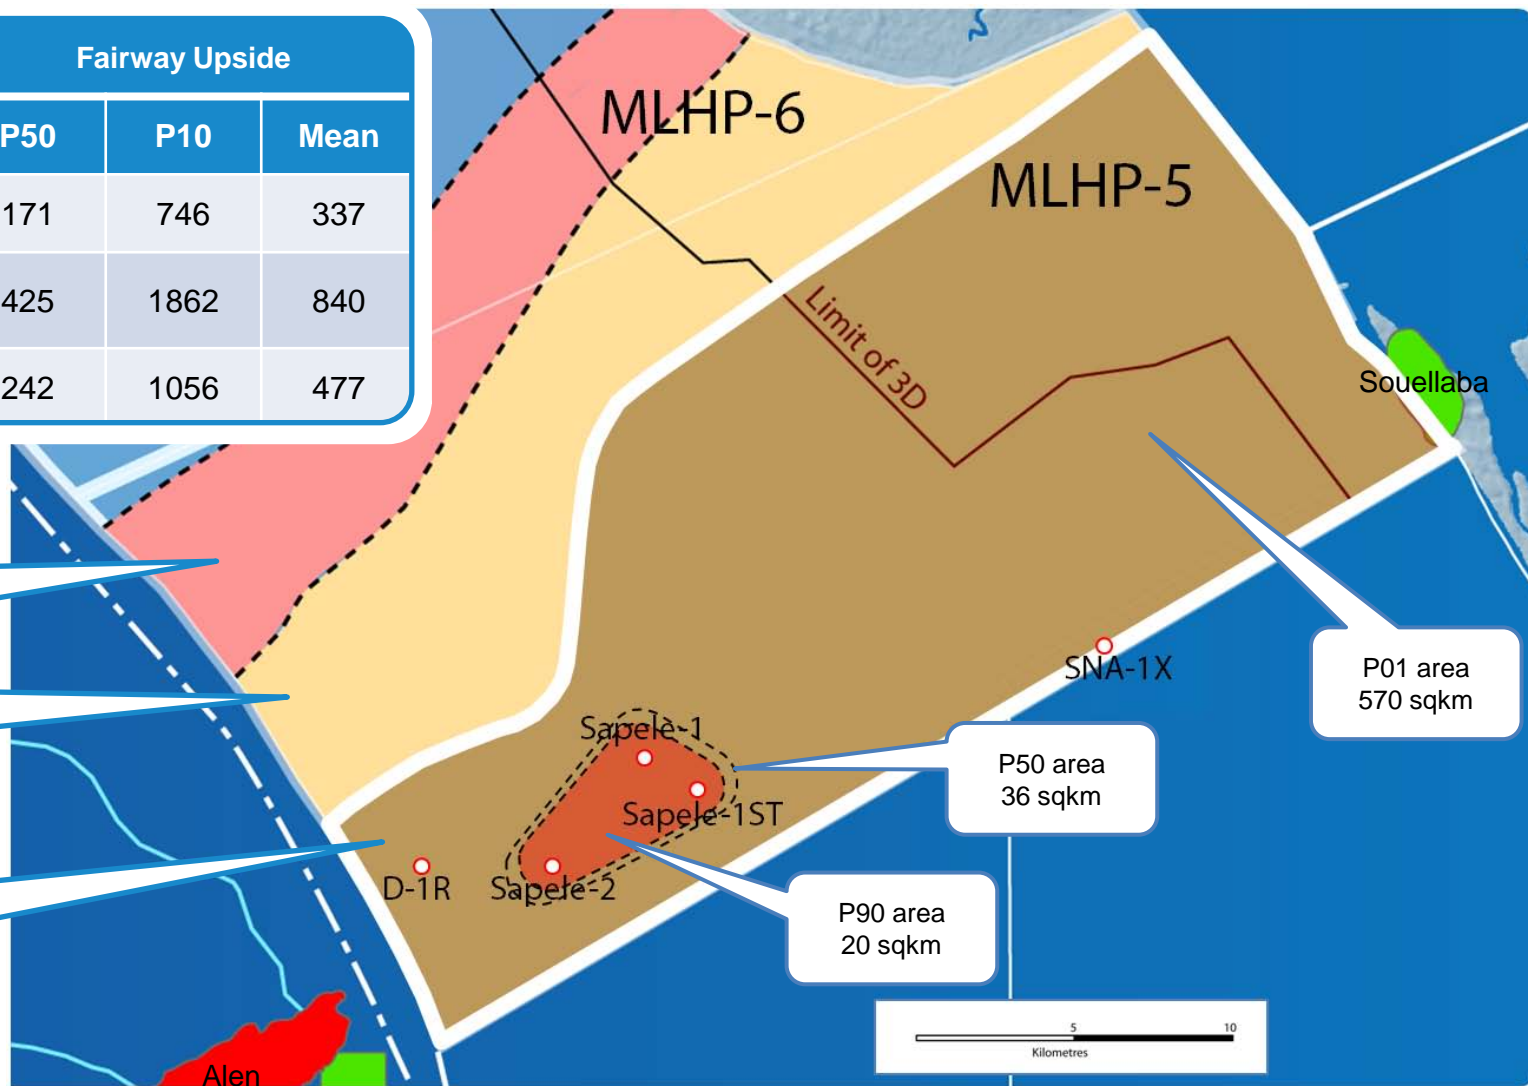 Fairway Upside
P50 P10 Mean
171 746 337
425 1862 840
242 1056 477
MLHP-6
MLHP-5
Limit of 3D
Souellaba
SNA-1X
P01 area
570 sqkm
Sapele-1
P50 area
36 sqkm
Sapele-1ST
D-1R
Sapele-2
P90 area
20 sqkm
5 10
Kilometres
Alen